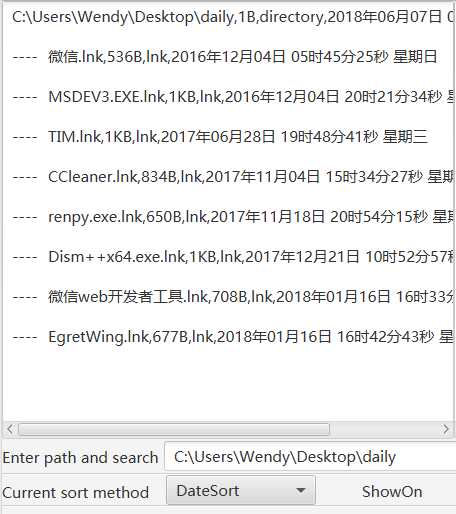 C:\Users\Wendy\Desktop\daily,1B,directory,2018年06月07日
---- 微信.lnk,536B,lnk,2016年12月04日 05时45分25秒 星期日
---- MSDEV3.EXE.lnk,1KB,lnk,2016年12月04日 20时21分34秒 星
---- TIM.lnk,1KB,lnk,2017年06月28日 19时48分41秒 星期三
---- CCleaner.lnk,834B,lnk,2017年11月04日 15时34分27秒 星期
---- renpy.exe.lnk,650B,lnk,2017年11月18日 20时54分15秒 星期
---- Dism++x64.exe.lnk,1KB,lnk,2017年12月21日 10时52分57秒
---- 微信web开发者工具.lnk,708B,lnk,2018年01月16日 16时33分
---- EgretWing.lnk,677B,lnk,2018年01月16日 16时42分43秒 星
Enter path and search C:\Users\Wendy\Desktop\daily
Current sort method DateSort ShowOn